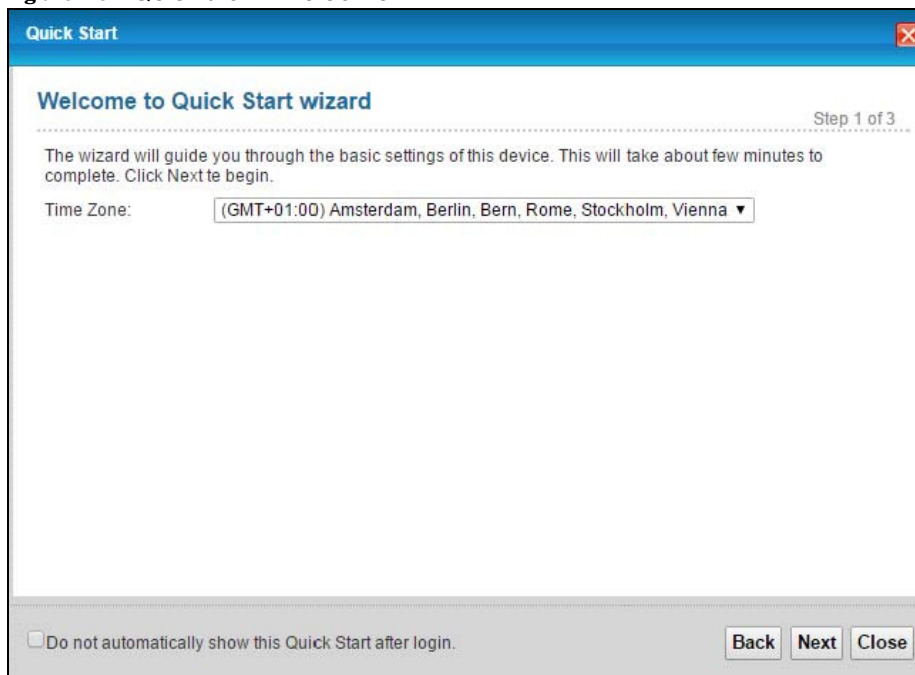 Quick Start
Welcome to Quick Start wizard
Step 1 of 3
The wizard will guide you through the basic settings of this device. This will take about few minutes to
complete. Click Next te begin.
Time Zone:
(GMT+01:00) Amsterdam, Berlin, Bern, Rome, Stockholm, Vienna
Do not automatically show this Quick Start after login.
Back Next Close